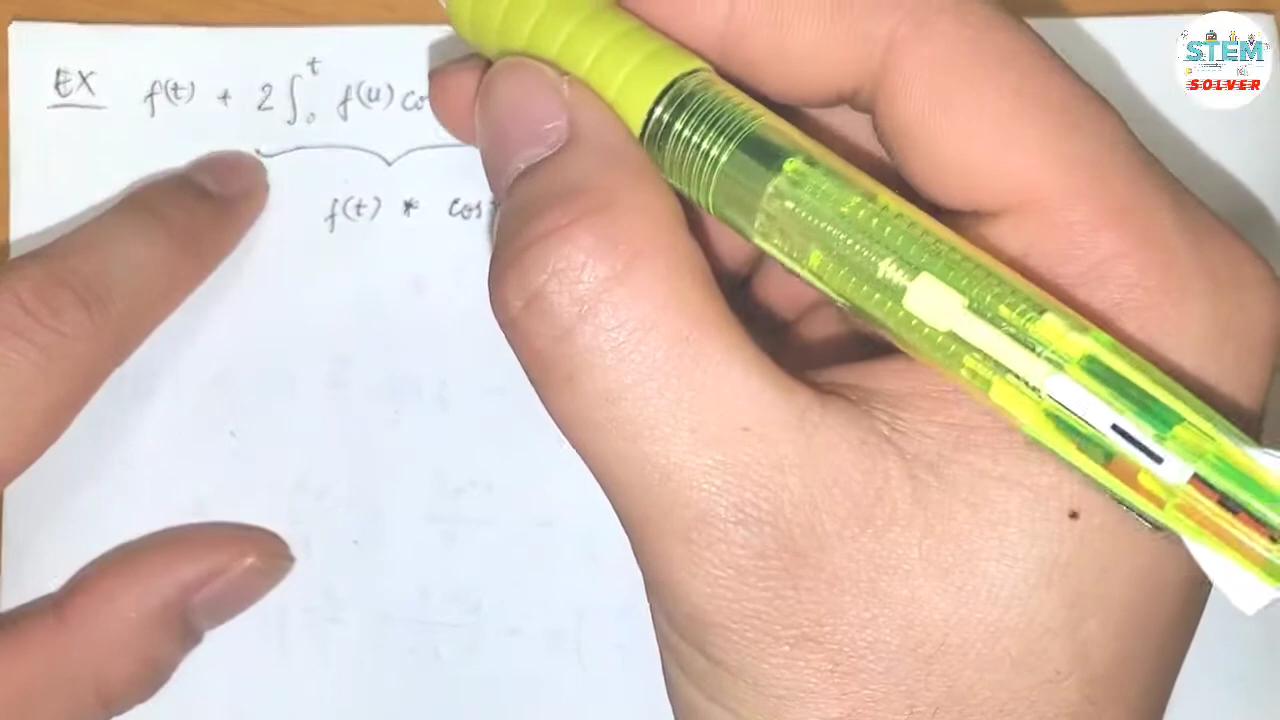 EX f(t) + 2 ∫₀ᵗ f(u) co
f(t) * cos
STEM
SOLVER